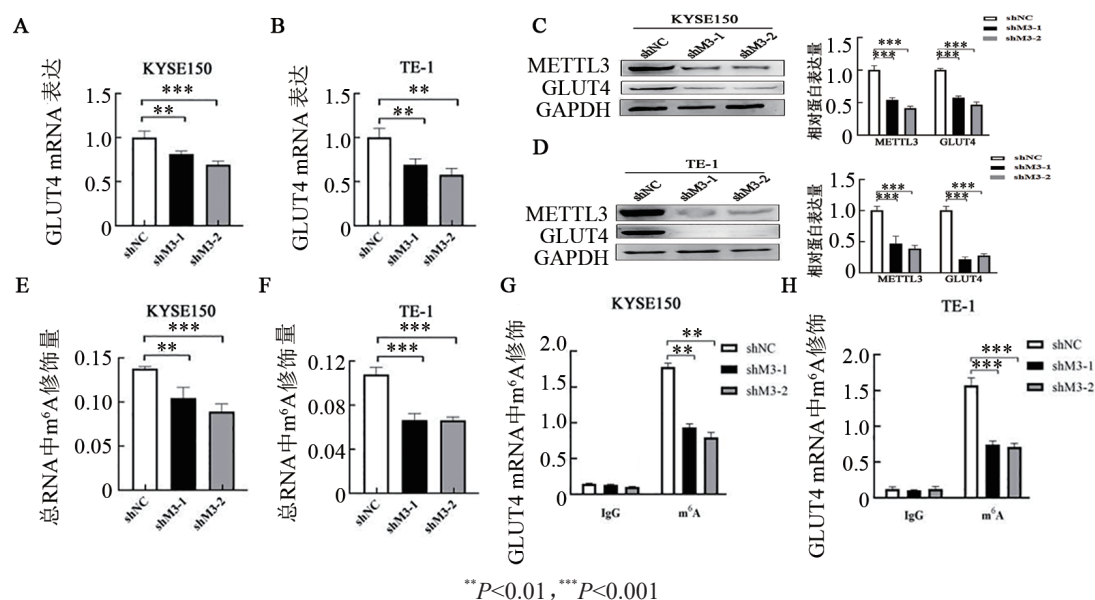 A
KYSE150
GLUT4 mRNA 表达
1.5
1.0
0.5
0
***
**
shNC
shM3-1
shM3-2
B
TE-1
GLUT4 mRNA 表达
1.5
1.0
0.5
0
**
**
shNC
shM3-1
shM3-2
C
KYSE150
shNC
shM3-1
shM3-2
METTL3
GLUT4
GAPDH
相对蛋白表达量
1.5
1.0
0.5
0
***
***
***
***
METTL3
GLUT4
shNC
shM3-1
shM3-2
D
TE-1
shNC
shM3-1
shM3-2
METTL3
GLUT4
GAPDH
相对蛋白表达量
1.5
1.0
0.5
0
***
***
***
***
METTL3
GLUT4
shNC
shM3-1
shM3-2
E
KYSE150
总RNA中m⁶A修饰量
0.15
0.10
0.05
0
***
**
shNC
shM3-1
shM3-2
F
TE-1
总RNA中m⁶A修饰量
0.12
0.08
0.04
0
***
***
shNC
shM3-1
shM3-2
G
KYSE150
GLUT4 mRNA中m⁶A修饰
2.0
1.5
1.0
0.5
0
**
**
IgG
m⁶A
shNC
shM3-1
shM3-2
H
TE-1
GLUT4 mRNA中m⁶A修饰
2.0
1.5
1.0
0.5
0
***
***
IgG
m⁶A
shNC
shM3-1
shM3-2
**P<0.01，***P<0.001